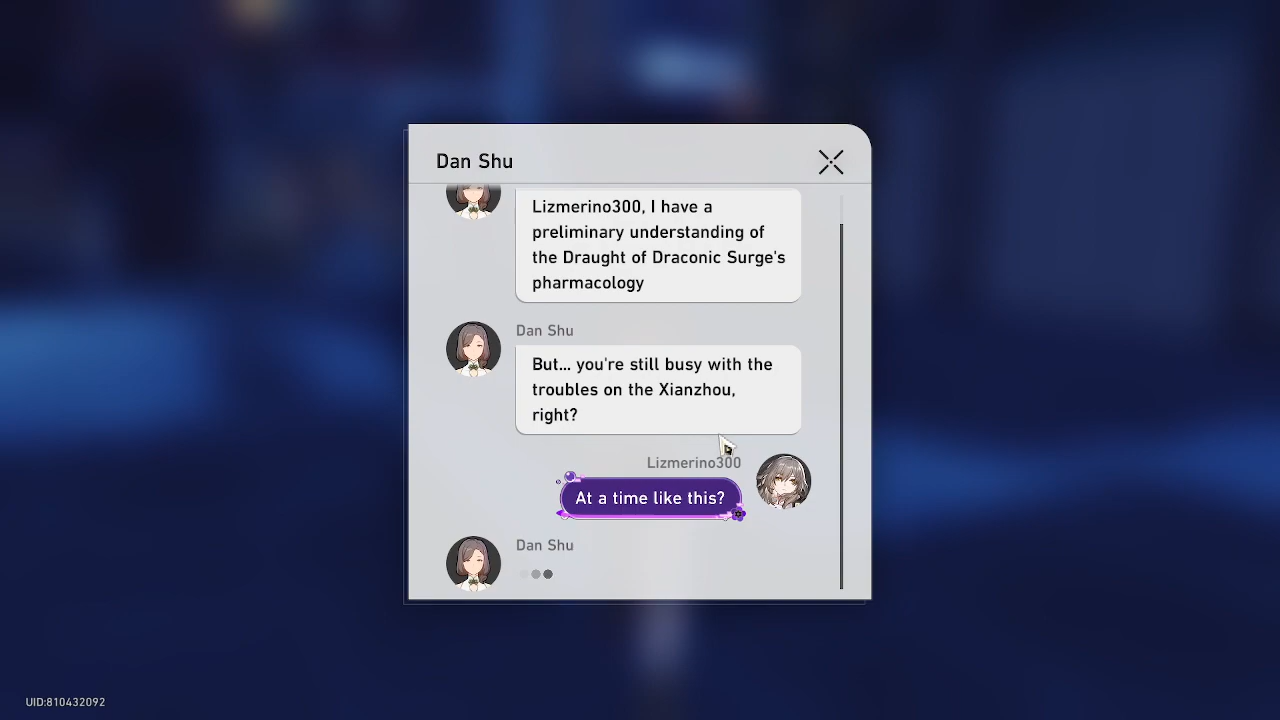 Dan Shu
Lizmerino300, I have a
preliminary understanding of
the Draught of Draconic Surge's
pharmacology
Dan Shu
But... you're still busy with the
troubles on the Xianzhou,
right?
Lizmerino300
At a time like this?
Dan Shu
UID:810432092